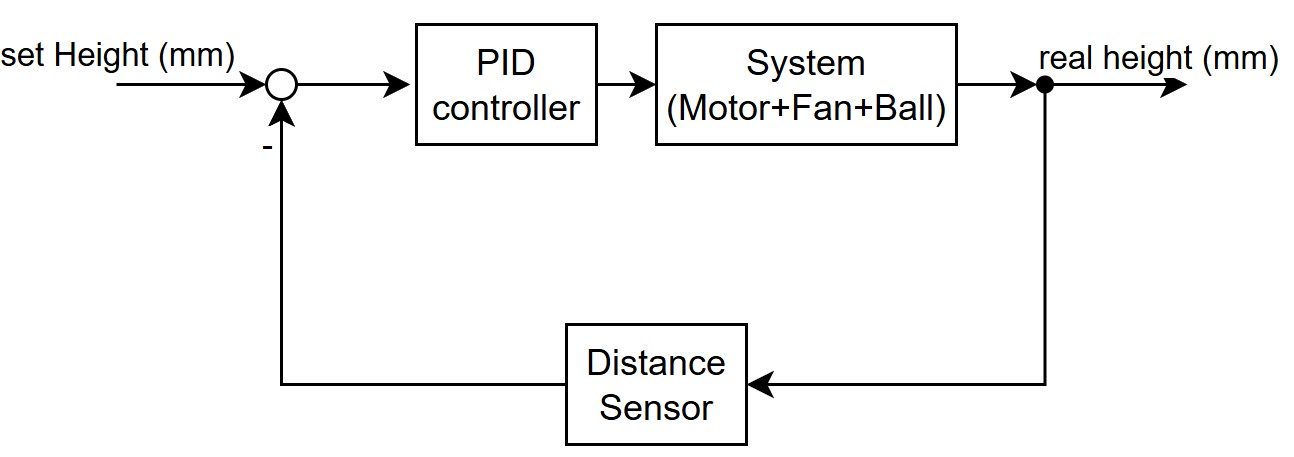 set Height (mm)
PID
controller
System
(Motor+Fan+Ball)
real height (mm)
-
Distance
Sensor